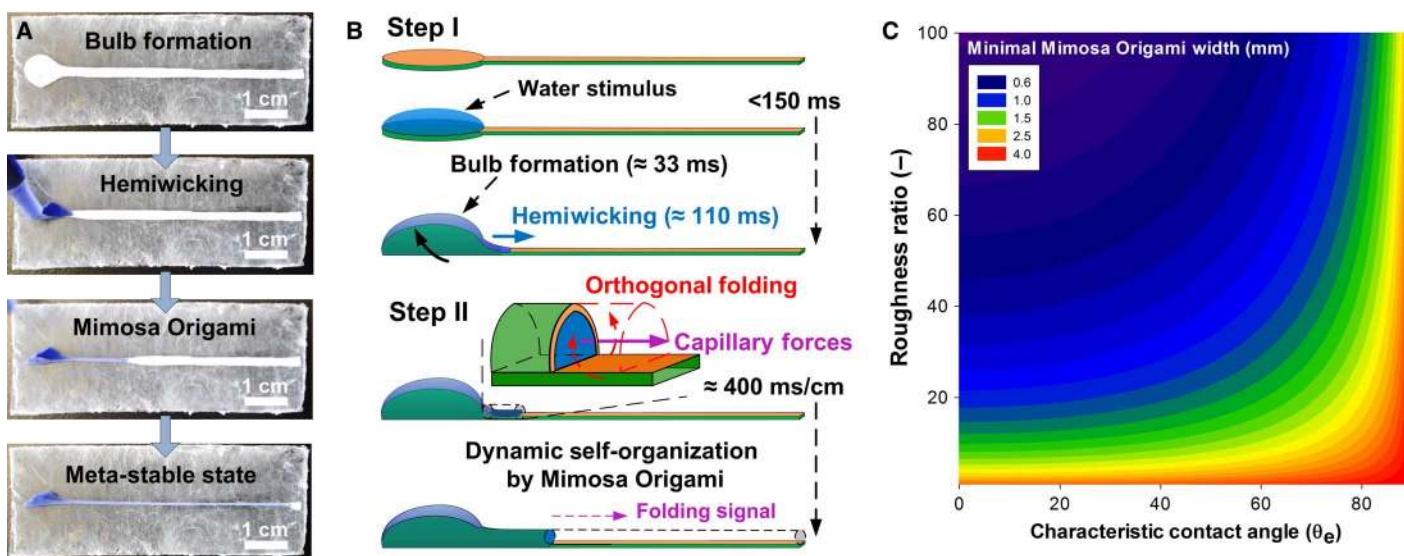 A
Bulb formation
1 cm
Hemiwicking
1 cm
Mimosa Origami
1 cm
Meta-stable state
1 cm
B
Step I
Water stimulus
<150 ms
Bulb formation (≈ 33 ms)
Hemiwicking (≈ 110 ms)
Step II
Orthogonal folding
Capillary forces
≈ 400 ms/cm
Dynamic self-organization
by Mimosa Origami
Folding signal
C
Minimal Mimosa Origami width (mm)
0.6
1.0
1.5
2.5
4.0
Roughness ratio (–)
100
80
60
40
20
0
20
40
60
80
Characteristic contact angle (θe)